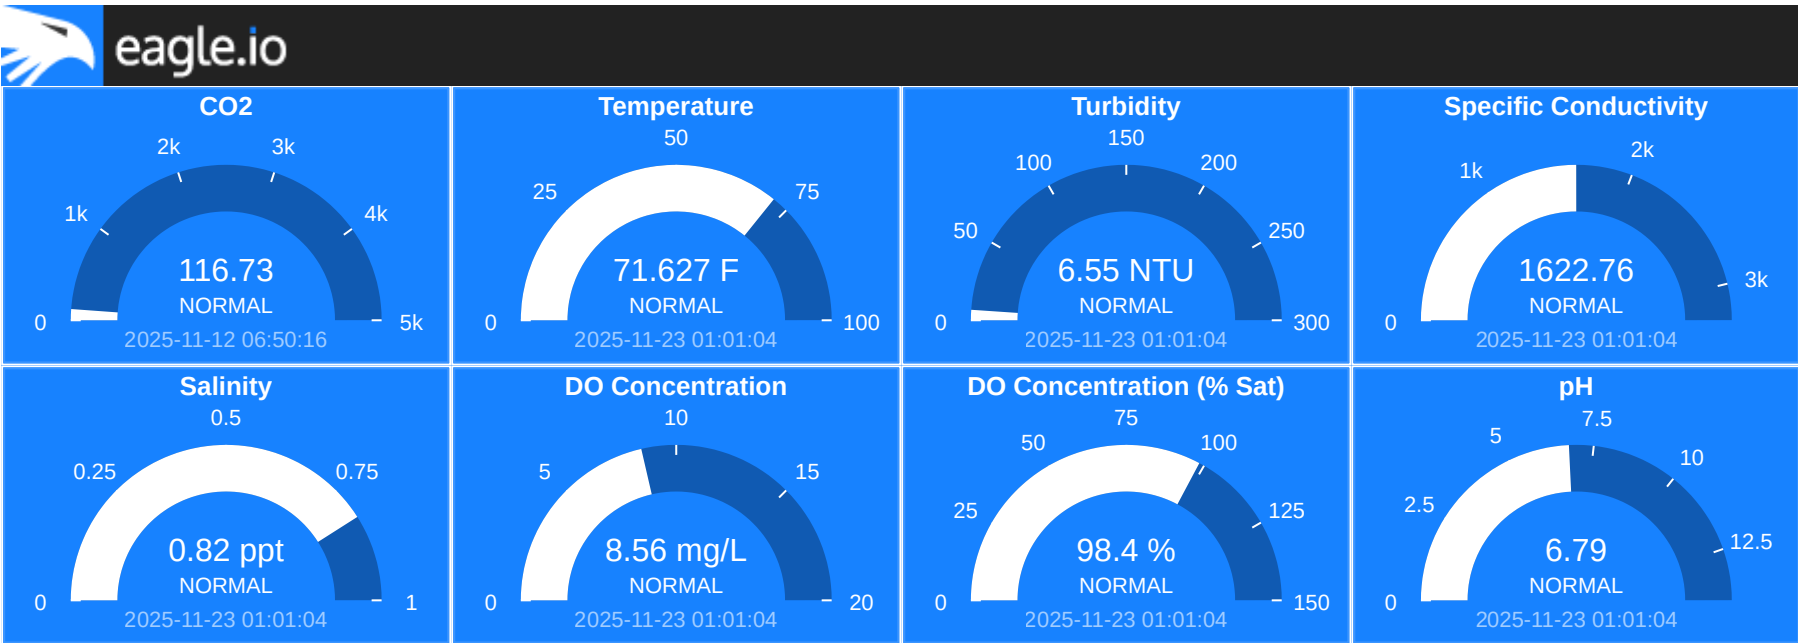 eagle.io
CO2
2k
3k
1k
4k
116.73
NORMAL
0
5k
2025-11-12 06:50:16
Temperature
50
25
75
71.627 F
NORMAL
0
100
2025-11-23 01:01:04
Turbidity
150
100
200
50
250
6.55 NTU
NORMAL
0
300
2025-11-23 01:01:04
Specific Conductivity
2k
1k
1622.76
3k
NORMAL
0
2025-11-23 01:01:04
Salinity
0.5
0.25
0.75
0.82 ppt
NORMAL
0
1
2025-11-23 01:01:04
DO Concentration
10
5
15
8.56 mg/L
NORMAL
0
20
2025-11-23 01:01:04
DO Concentration (% Sat)
75
50
100
25
125
98.4 %
NORMAL
0
150
2025-11-23 01:01:04
pH
7.5
5
10
2.5
12.5
6.79
NORMAL
0
2025-11-23 01:01:04